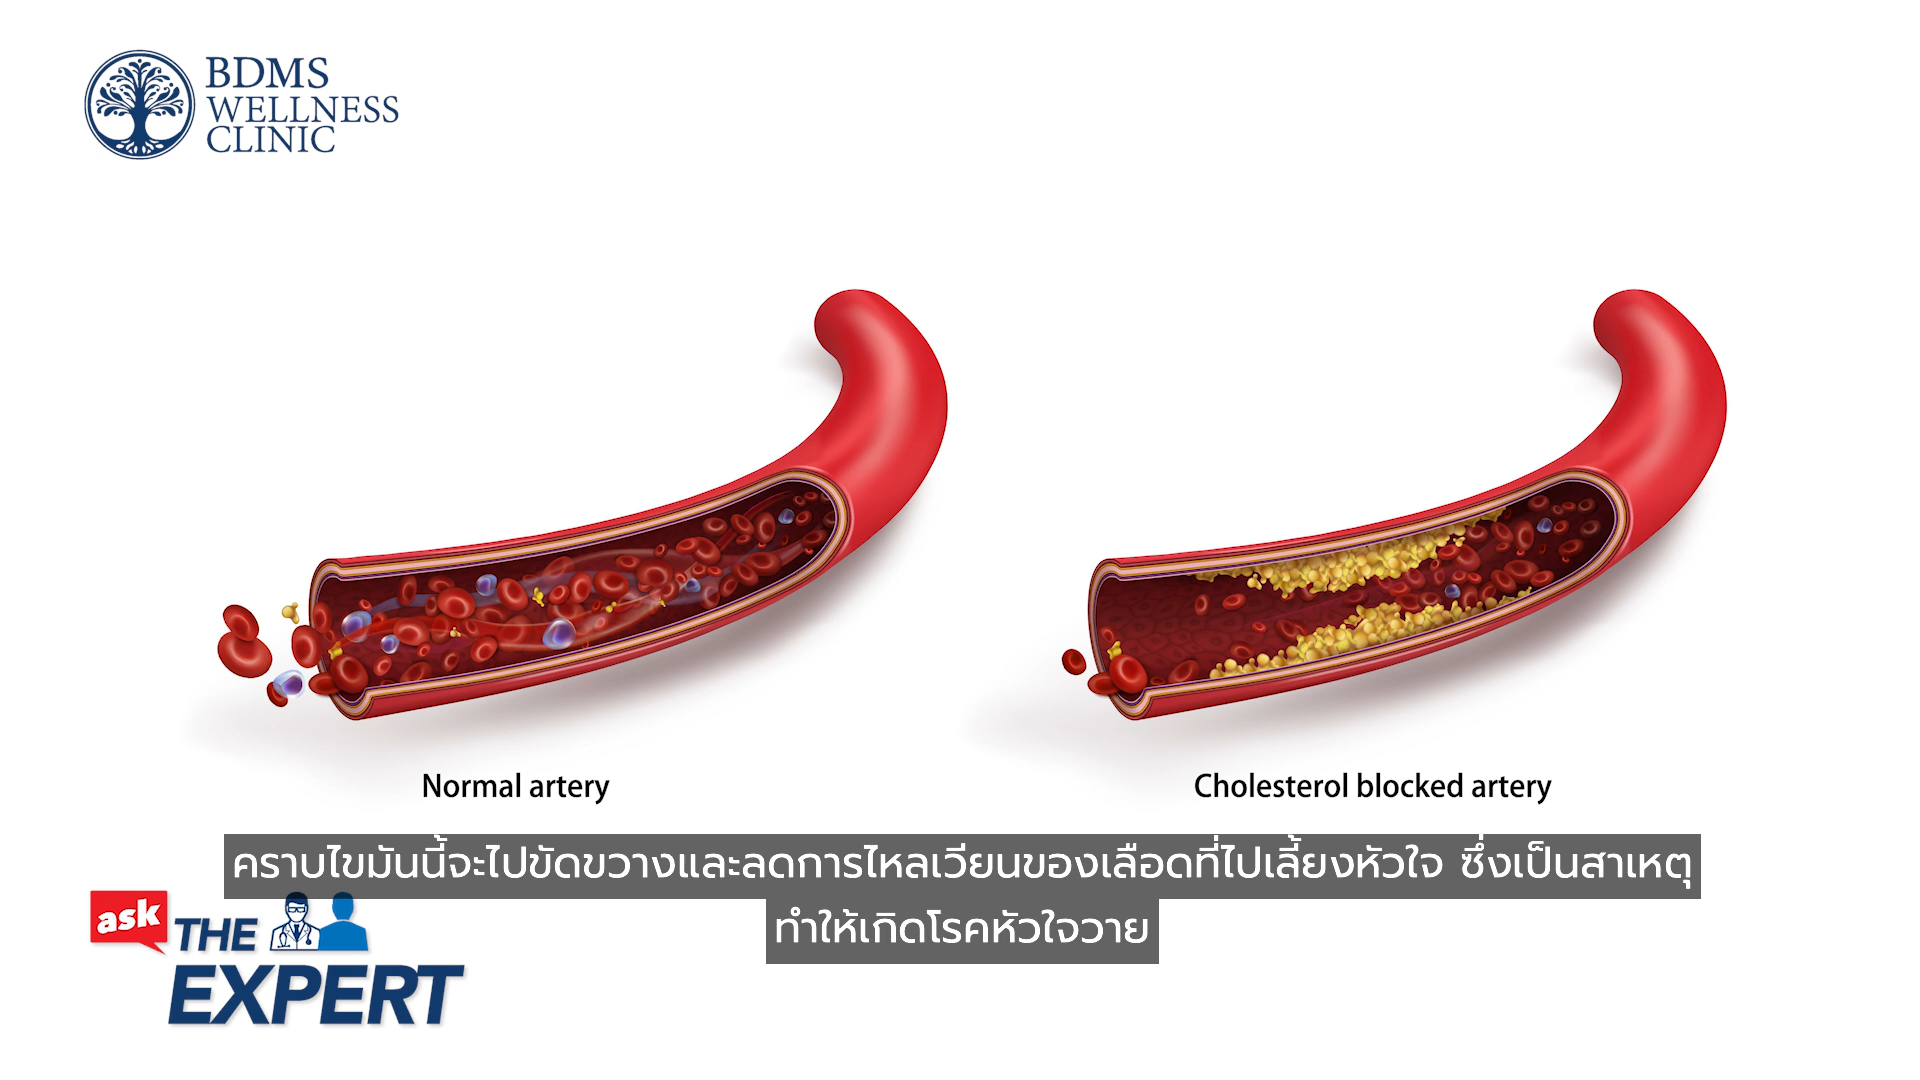 BDMS
WELLNESS
CLINIC
Normal artery
Cholesterol blocked artery
คราบไขมันนี้จะไปขัดขวางและลดการไหลเวียนของเลือดที่ไปเลี้ยงหัวใจ ซึ่งเป็นสาเหตุ
ทำให้เกิดโรคหัวใจวาย
ask
THE
EXPERT